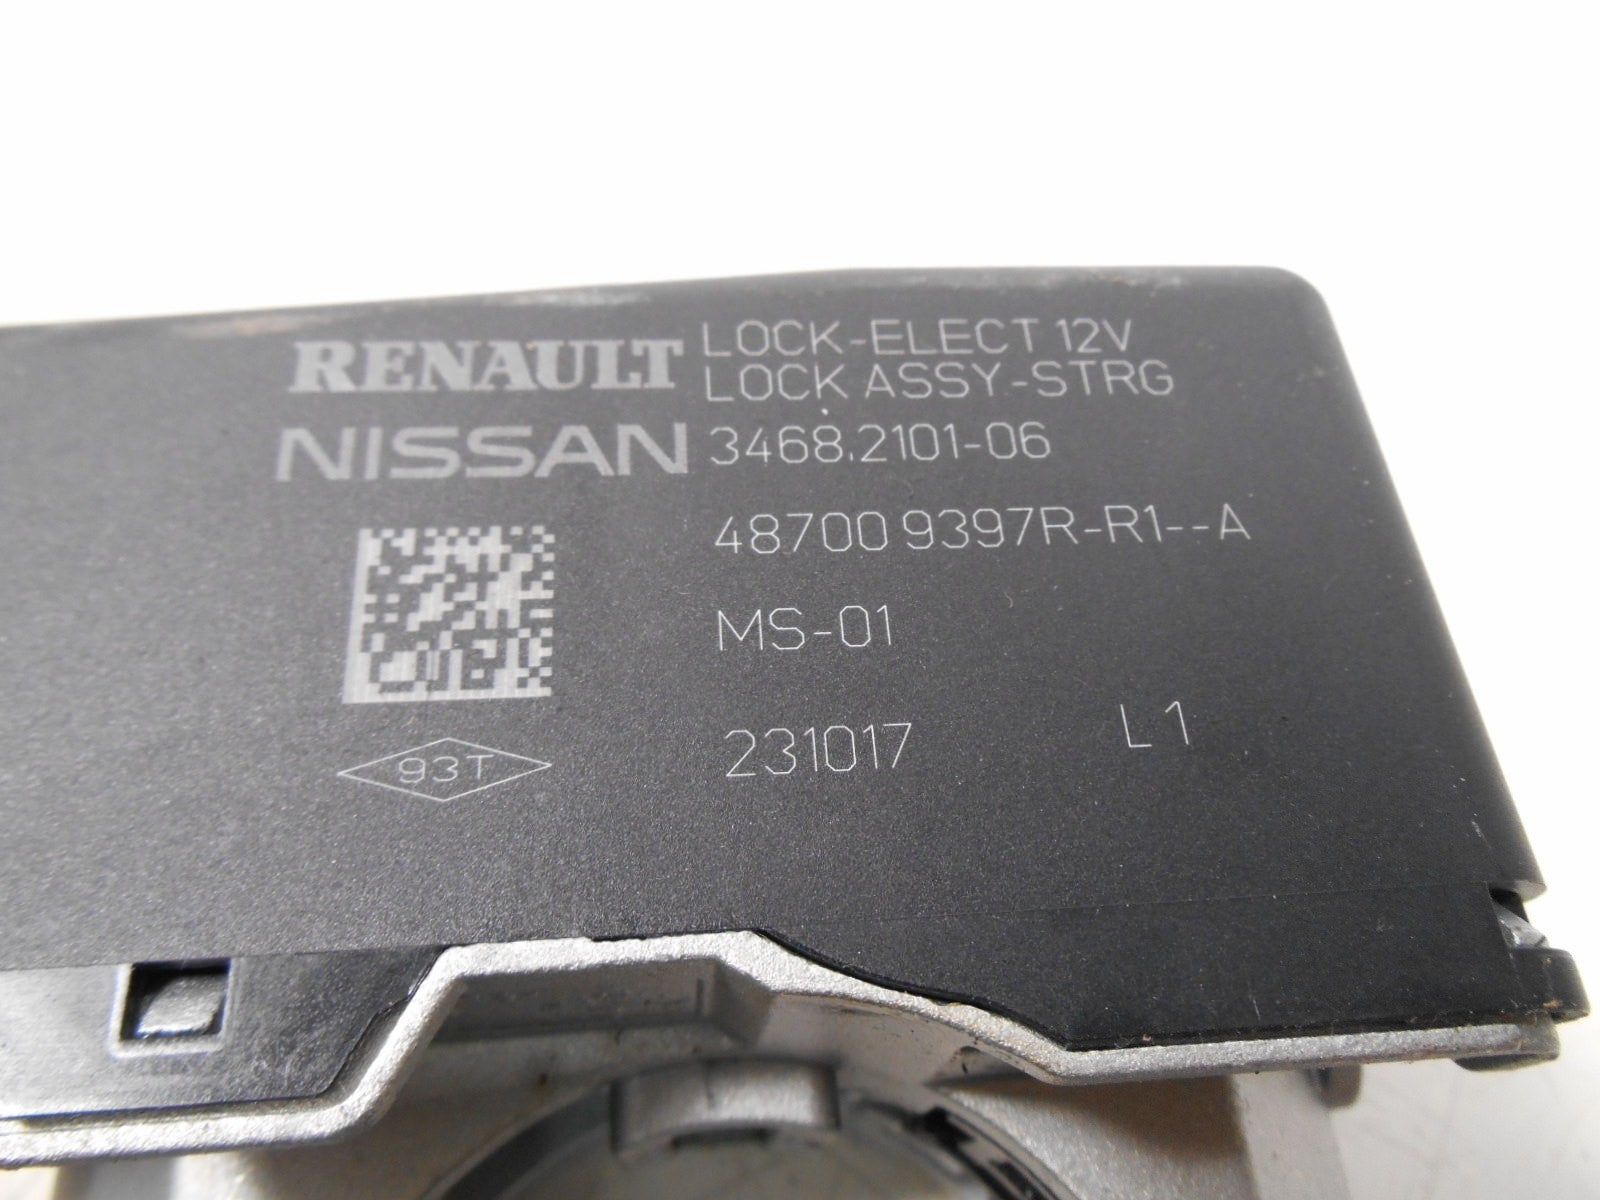 RENAULT LOCK-ELECT 12V
LOCK ASSY-STRG
NISSAN 3468.2101-06
48700 9397R-R1--A
MS-01
231017 L1
93T